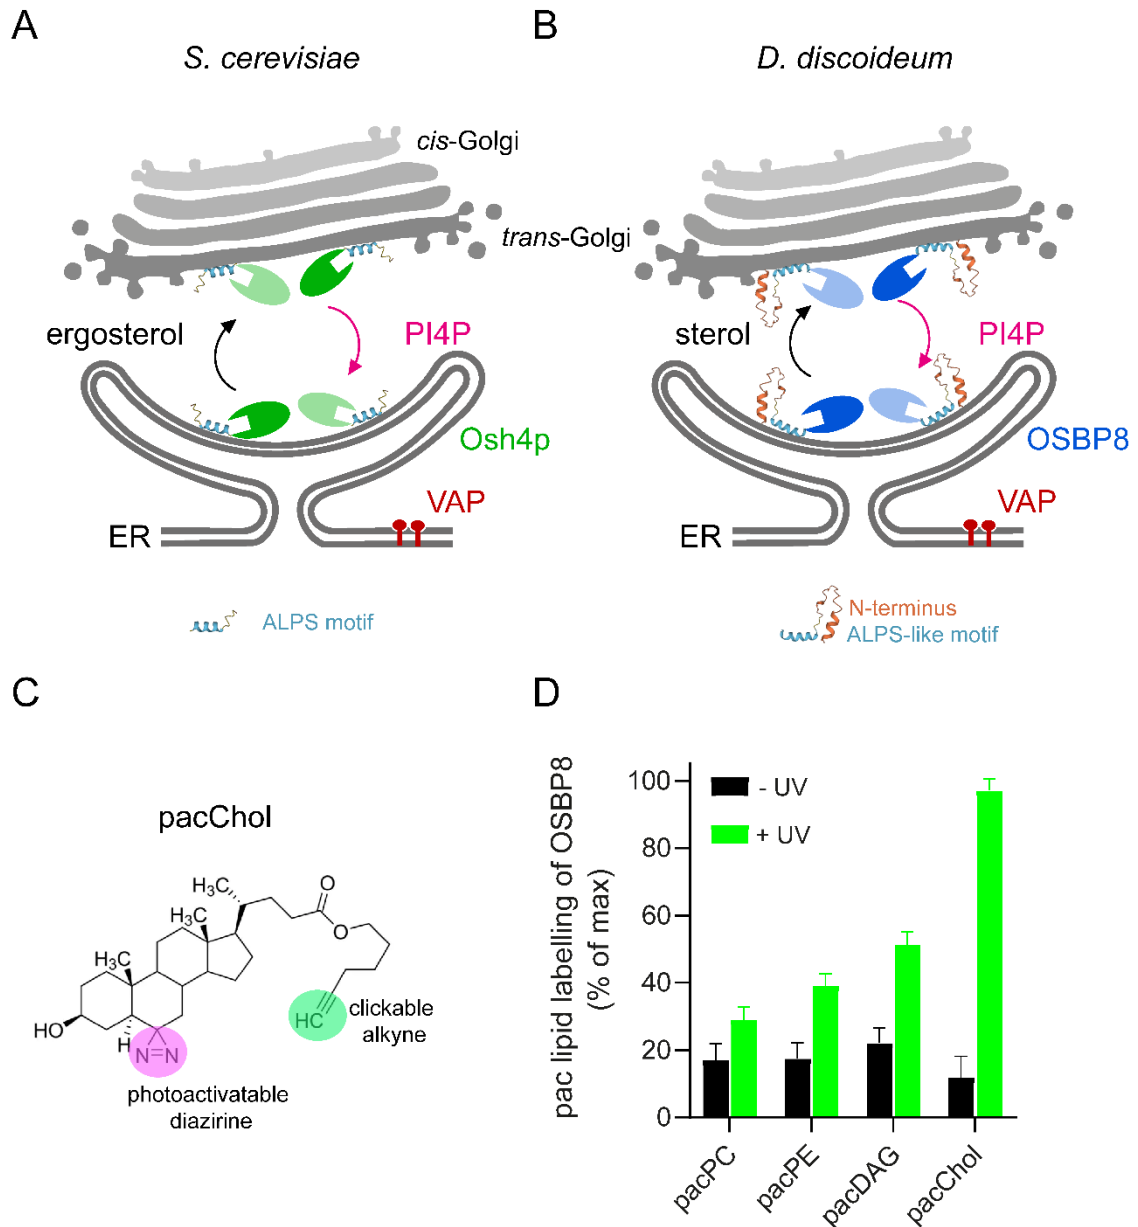 A
S. cerevisiae
cis-Golgi
trans-Golgi
ergosterol
PI4P
Osh4p
VAP
ER
ALPS motif
B
D. discoideum
sterol
PI4P
OSBP8
VAP
ER
N-terminus
ALPS-like motif
C
pacChol
H₃C
O
H₃C
O
H₃C
HC
clickable
alkyne
HO
H
N=N
photoactivatable
diazirine
D
pac lipid labelling of OSBP8
(% of max)
100
80
60
40
20
0
- UV
+ UV
pacPC
pacPE
pacDAG
pacChol